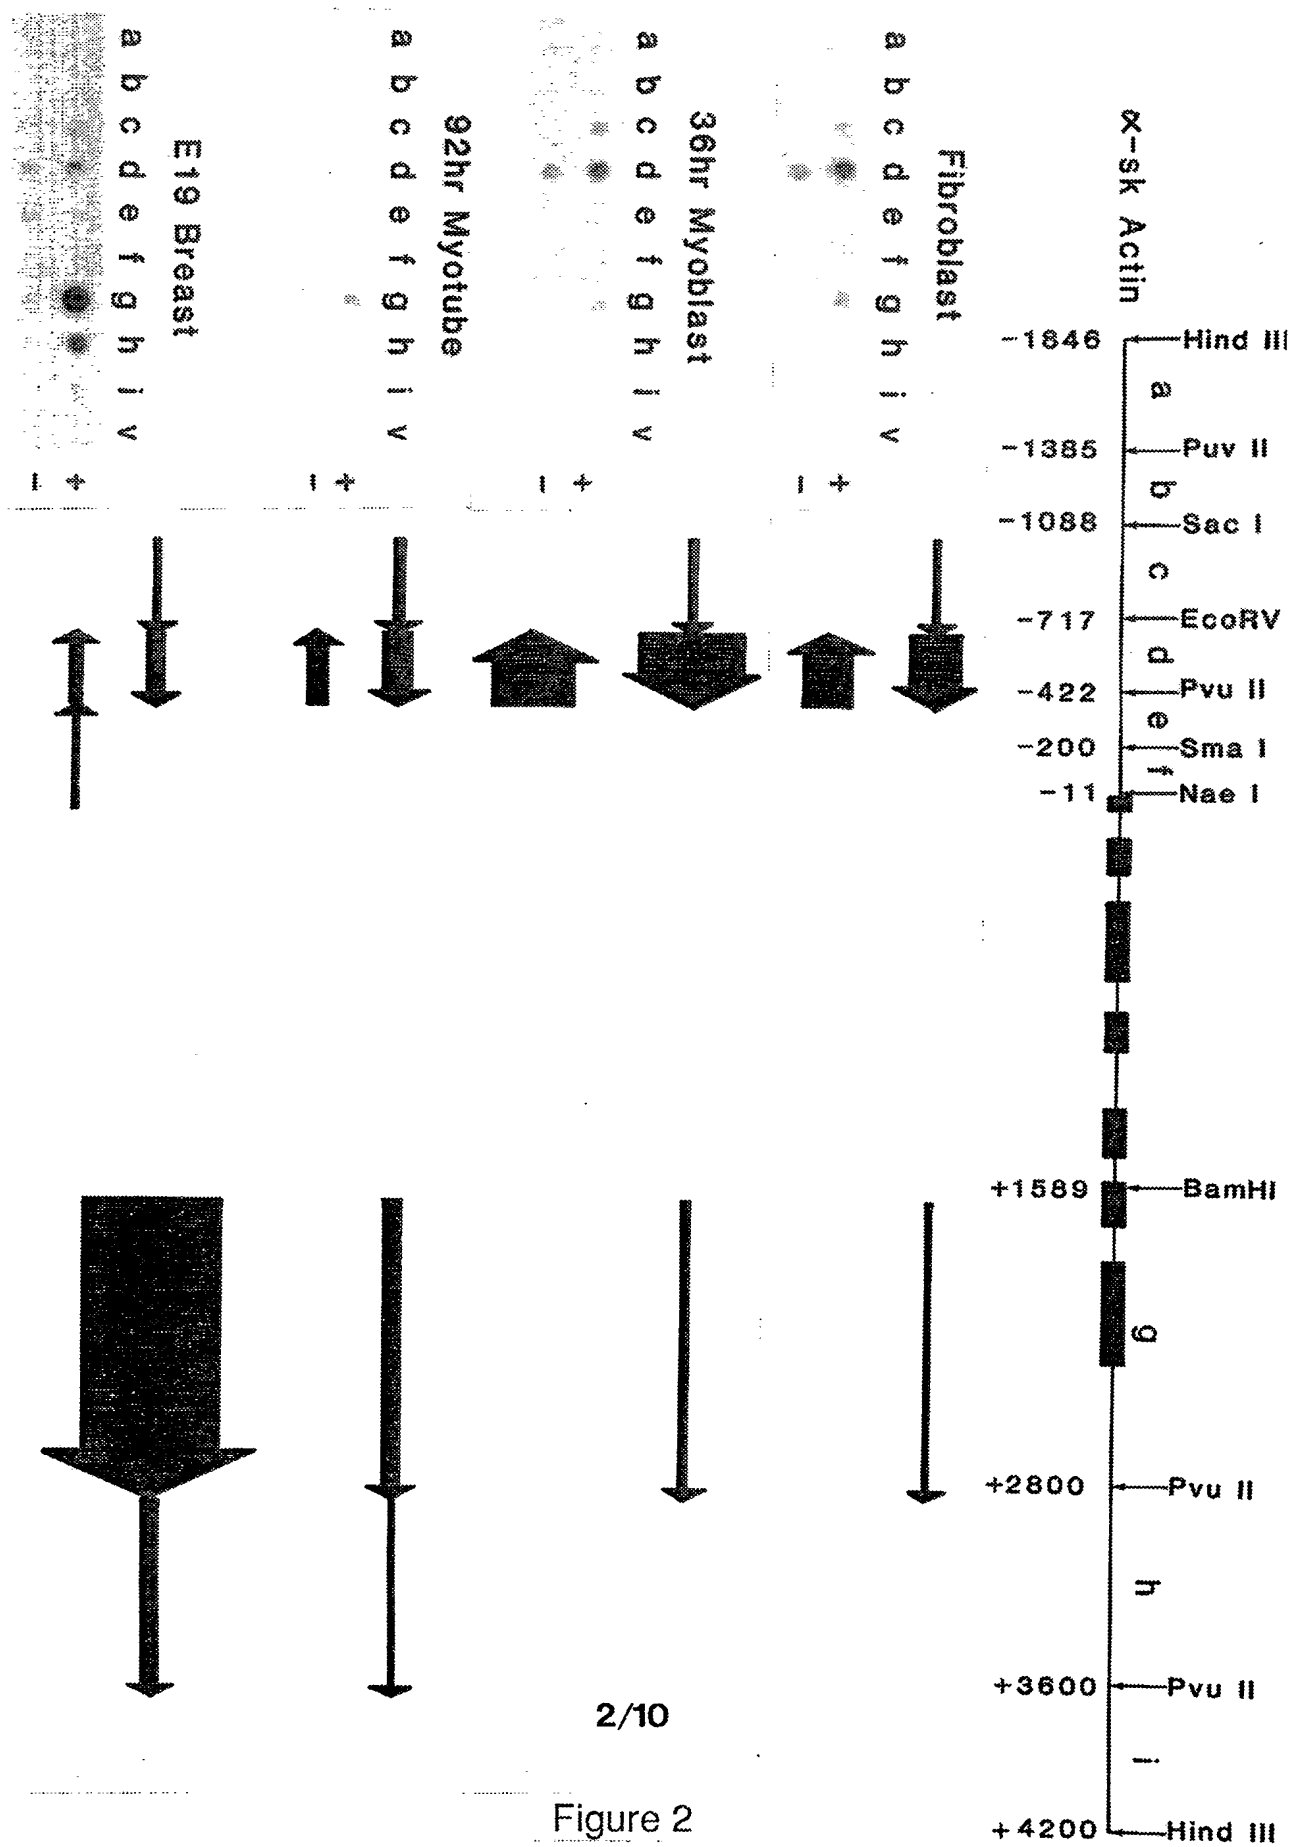 α-sk Actin
-1846 Hind III
a
-1385 Puv II
b
-1088 Sac I
c
-717 EcoRV
d
-422 Pvu II
e
-200 Sma I
f
-11 Nae I
+1589 BamHI
g
+2800 Pvu II
h
+3600 Pvu II
i
+4200 Hind III
Fibroblast
a b c d e f g h i v
+
-
36hr Myoblast
a b c d e f g h i v
+
-
92hr Myotube
a b c d e f g h i v
+
-
E19 Breast
a b c d e f g h i v
+
-
2/10
Figure 2